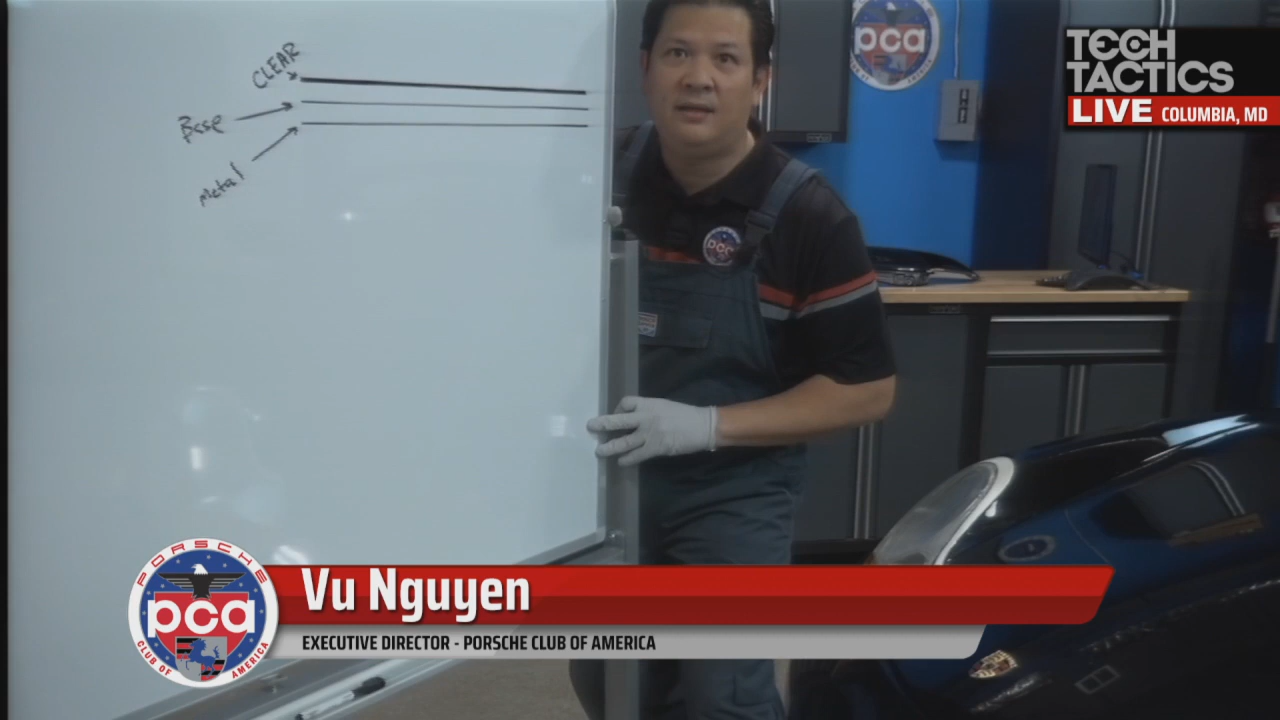 CLEAR
Base
Metal
pca
TECH
TACTICS
LIVE COLUMBIA, MD
pca
PORSCHE
pca
CLUB OF AMERICA
Vu Nguyen
EXECUTIVE DIRECTOR - PORSCHE CLUB OF AMERICA